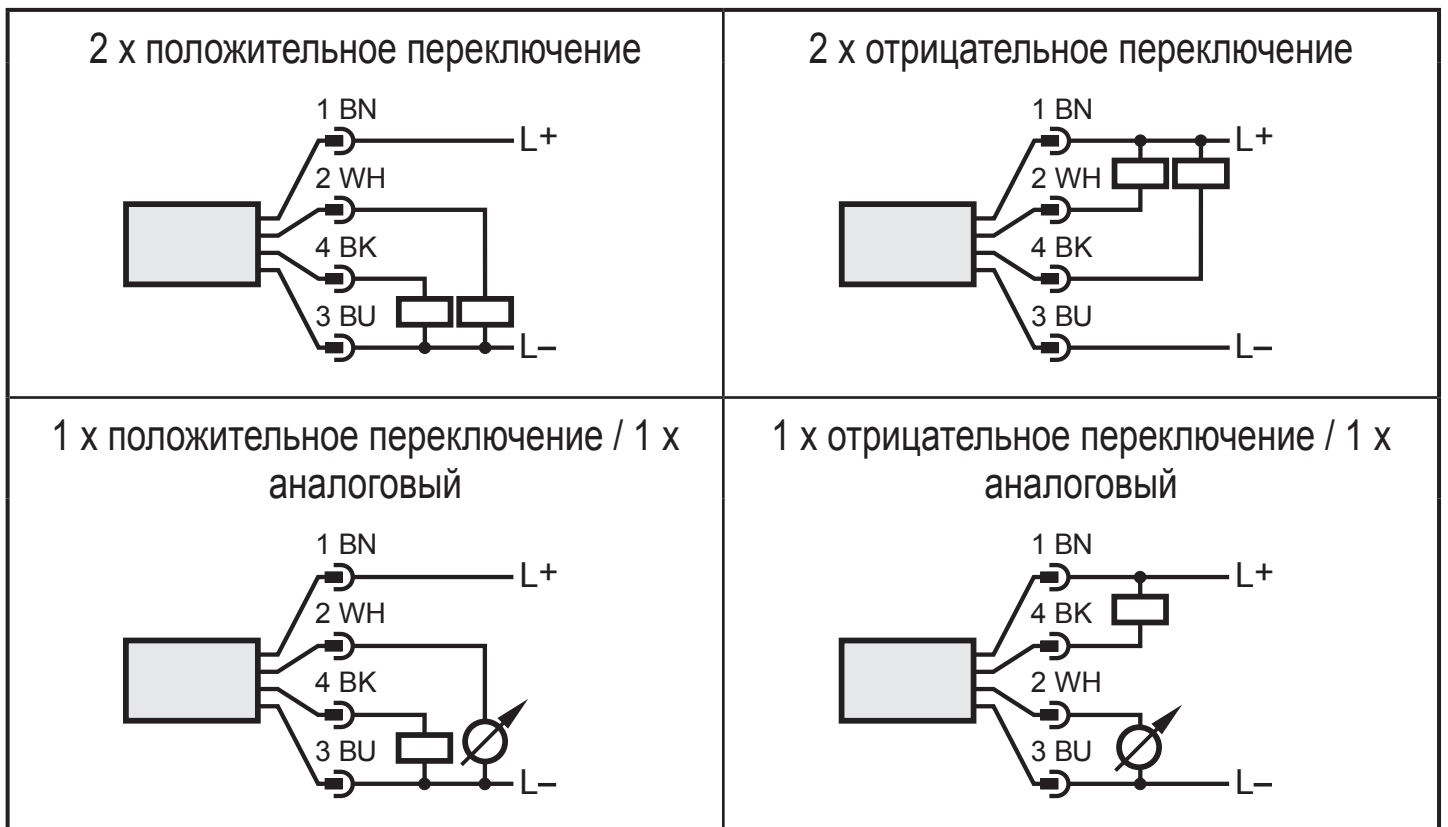 2 x положительное переключение
1 BN
L+
2 WH
4 BK
3 BU
L–
2 x отрицательное переключение
1 BN
L+
2 WH
4 BK
3 BU
L–
1 x положительное переключение / 1 x
аналоговый
1 BN
L+
2 WH
4 BK
3 BU
L–
1 x отрицательное переключение / 1 x
аналоговый
1 BN
L+
4 BK
2 WH
3 BU
L–